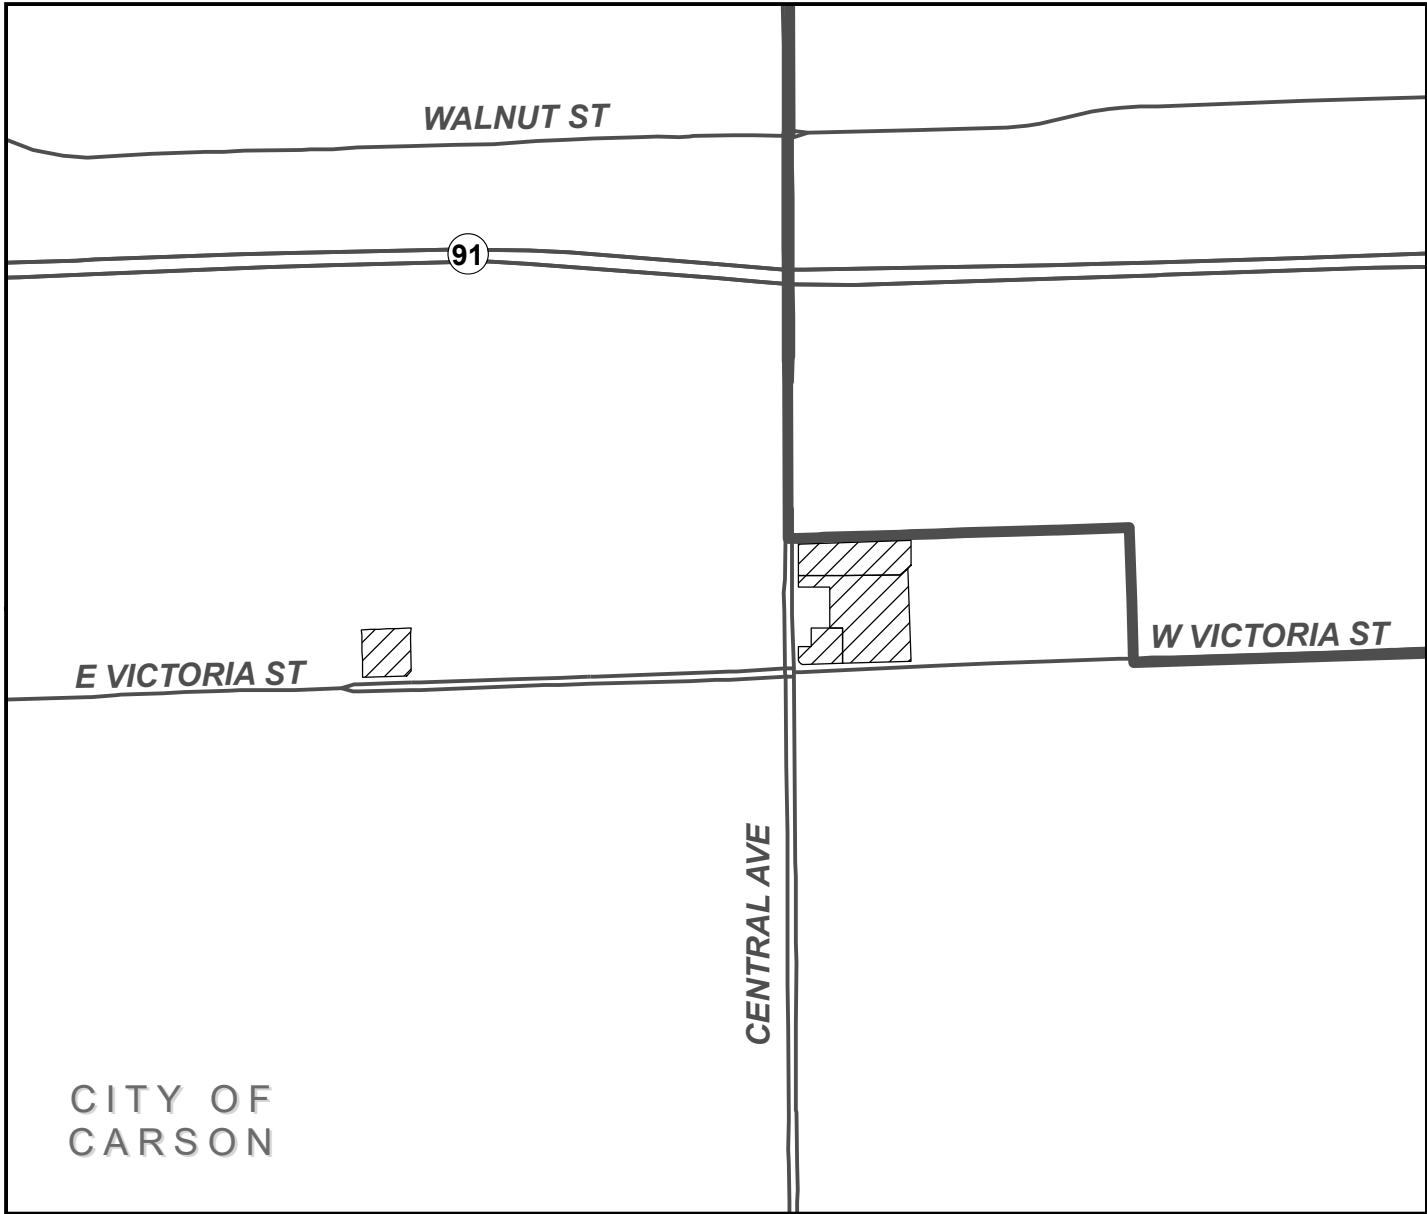 WALNUT ST
91
W VICTORIA ST
E VICTORIA ST
CENTRAL AVE
CITY OF
CARSON